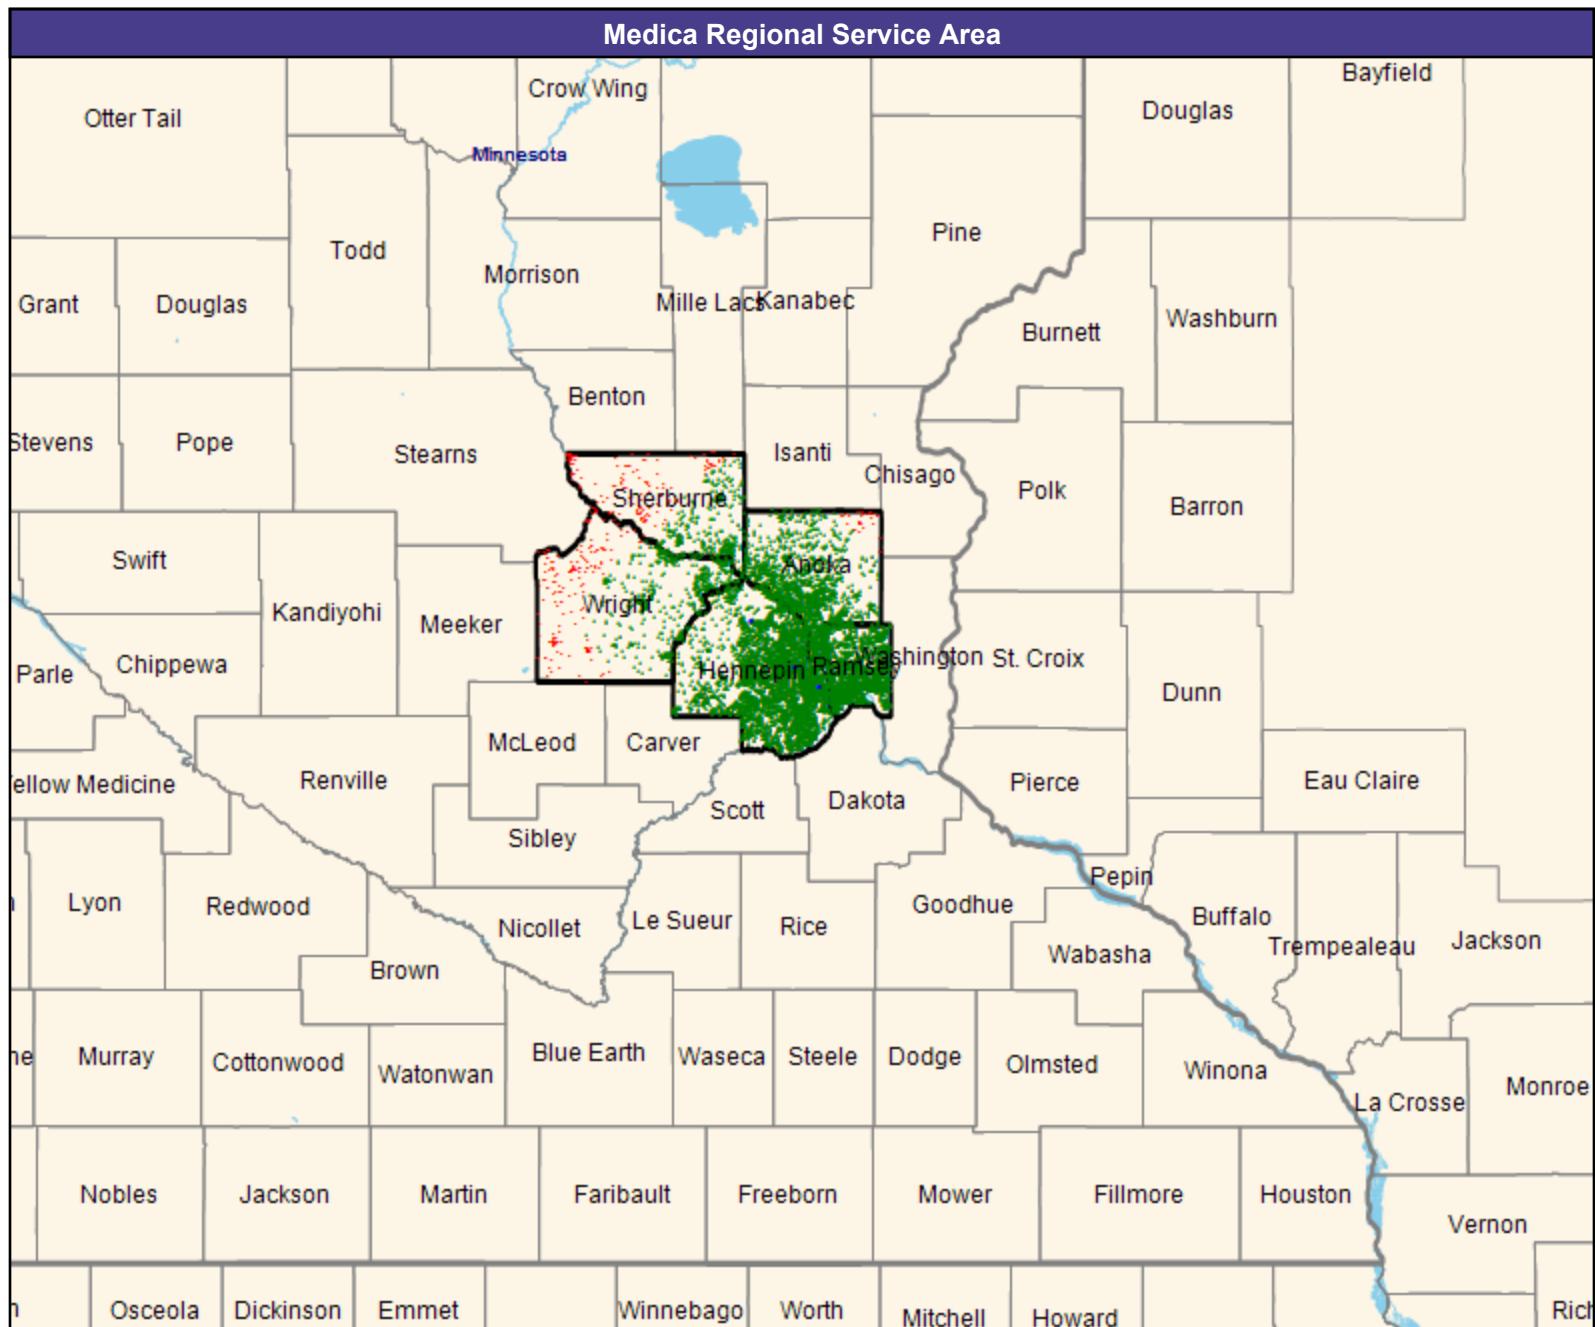 Medica Regional Service Area
Bayfield
Crow Wing
Otter Tail
Douglas
Minnesota
Pine
Todd
Morrison
Grant
Douglas
Mille Lacs
Kanabec
Washburn
Burnett
Benton
Stevens
Pope
Stearns
Isanti
Chisago
Polk
Barron
Sherburne
Swift
Anoka
Wright
Kandiyohi
Meeker
Parle
Chippewa
Hennepin
Ramsey
Washington
St. Croix
Dunn
McLeod
Carver
Yellow Medicine
Renville
Pierce
Eau Claire
Scott
Dakota
Sibley
Pepin
Lyon
Redwood
Nicollet
Le Sueur
Rice
Goodhue
Buffalo
Trempealeau
Jackson
Wabasha
Brown
Murray
Cottonwood
Watonwan
Blue Earth
Waseca
Steele
Dodge
Olmsted
Winona
La Crosse
Monroe
Nobles
Jackson
Martin
Faribault
Freeborn
Mower
Fillmore
Houston
Vernon
Osceola
Dickinson
Emmet
Winnebago
Worth
Mitchell
Howard
Rich